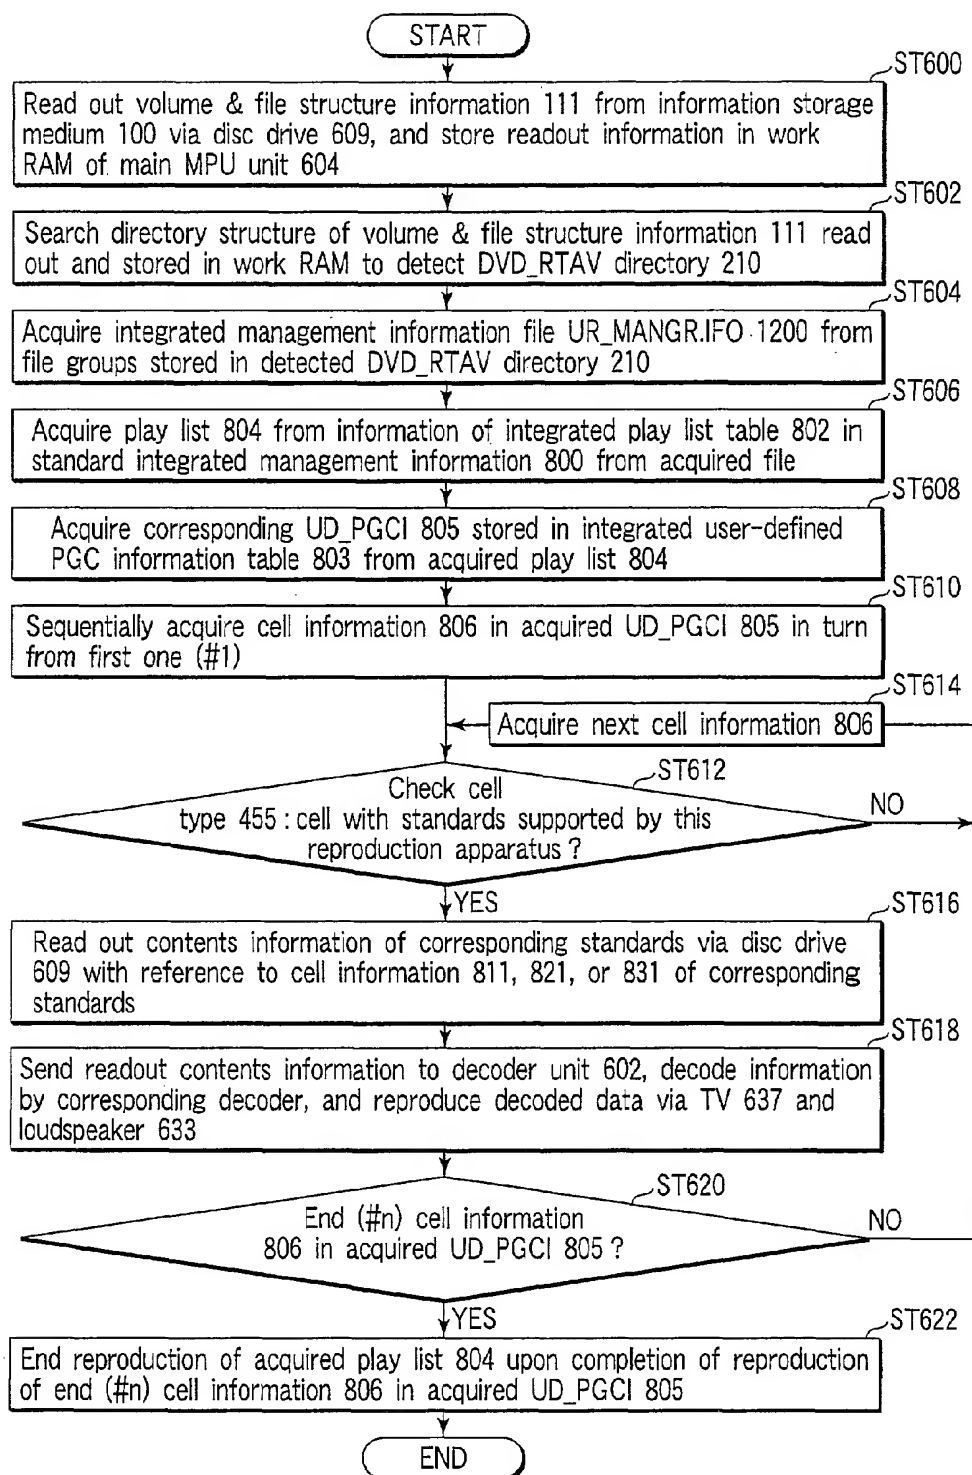 START
ST600
Read out volume & file structure information 111 from information storage
medium 100 via disc drive 609, and store readout information in work
RAM of main MPU unit 604
ST602
Search directory structure of volume & file structure information 111 read
out and stored in work RAM to detect DVD_RTAV directory 210
ST604
Acquire integrated management information file UR_MANGR.IFO 1200 from
file groups stored in detected DVD_RTAV directory 210
ST606
Acquire play list 804 from information of integrated play list table 802 in
standard integrated management information 800 from acquired file
ST608
Acquire corresponding UD_PGCI 805 stored in integrated user-defined
PGC information table 803 from acquired play list 804
ST610
Sequentially acquire cell information 806 in acquired UD_PGCI 805 in turn
from first one (#1)
ST614
Acquire next cell information 806
ST612
Check cell
type 455 : cell with standards supported by this
reproduction apparatus ?
NO
YES
ST616
Read out contents information of corresponding standards via disc drive
609 with reference to cell information 811, 821, or 831 of corresponding
standards
ST618
Send readout contents information to decoder unit 602, decode information
by corresponding decoder, and reproduce decoded data via TV 637 and
loudspeaker 633
ST620
End (#n) cell information
806 in acquired UD_PGCI 805 ?
NO
YES
ST622
End reproduction of acquired play list 804 upon completion of reproduction
of end (#n) cell information 806 in acquired UD_PGCI 805
END